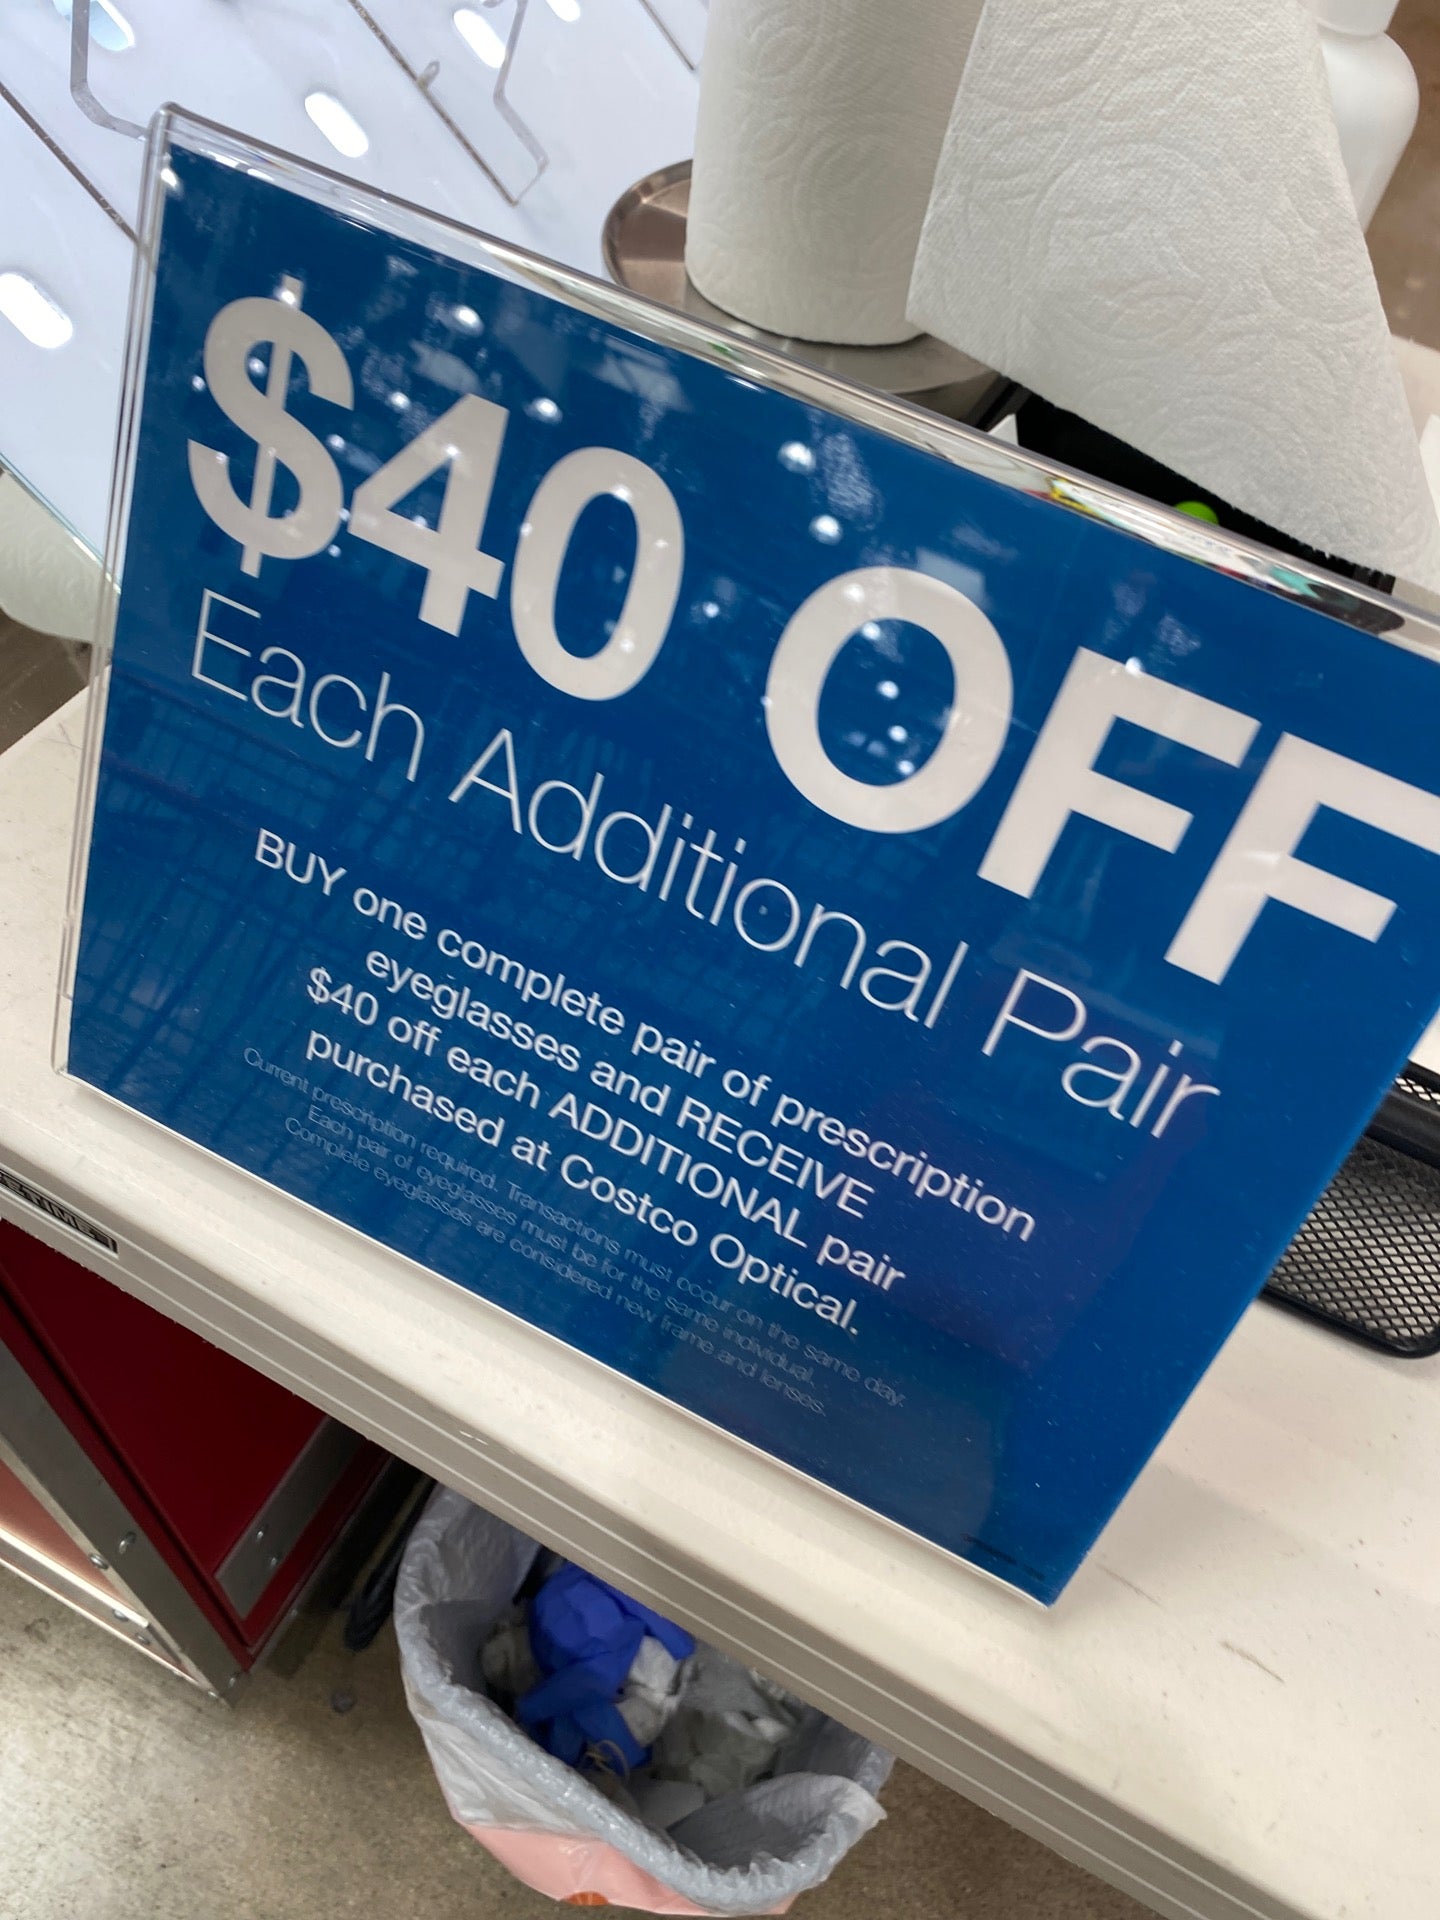 $40 OFF
Each Additional Pair
BUY one complete pair of prescription
eyeglasses and RECEIVE
$40 off each ADDITIONAL pair
purchased at Costco Optical.
Current prescription required. Transactions must occur on the same day.
Each pair of eyeglasses must be for the same individual.
Complete eyeglasses are considered new frame and lenses.